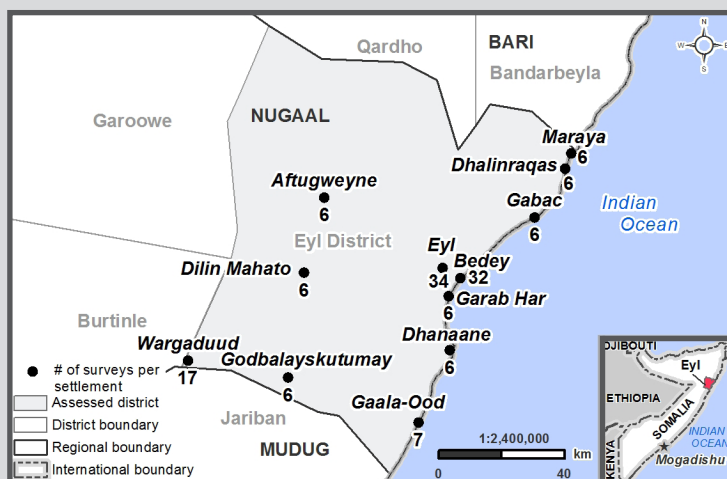 Qardho
BARI
Bandarbeyla
N
W
E
S
Garoowe
NUGAAL
Maraya
6
Dhalinraqas
6
Aftugweyne
6
Gabac
6
Indian
Ocean
Eyl District
Eyl
34
Bedey
32
Dilin Mahato
6
Garab Har
6
Burtinle
Wargaduud
17
Dhanaane
6
Godbalayskutumay
6
Gaala-Ood
7
Jariban
MUDUG
# of surveys per
settlement
Assessed district
District boundary
Regional boundary
International boundary
1:2,400,000
km
0
40
DJIBOUTI
Eyl
ETHIOPIA
SOMALIA
INDIAN
OCEAN
KENYA
Mogadishu